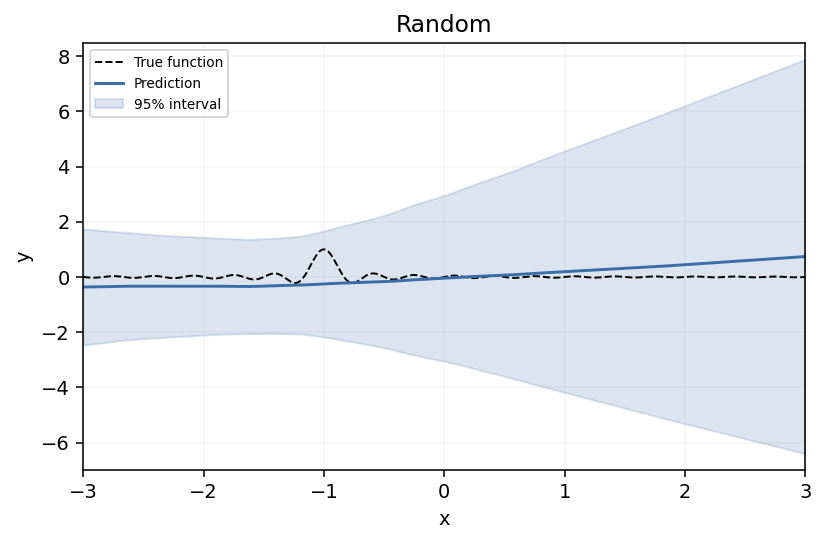 Random
True function
Prediction
95% interval
8
6
4
2
0
−2
−4
−6
y
−3 −2 −1 0 1 2 3
x